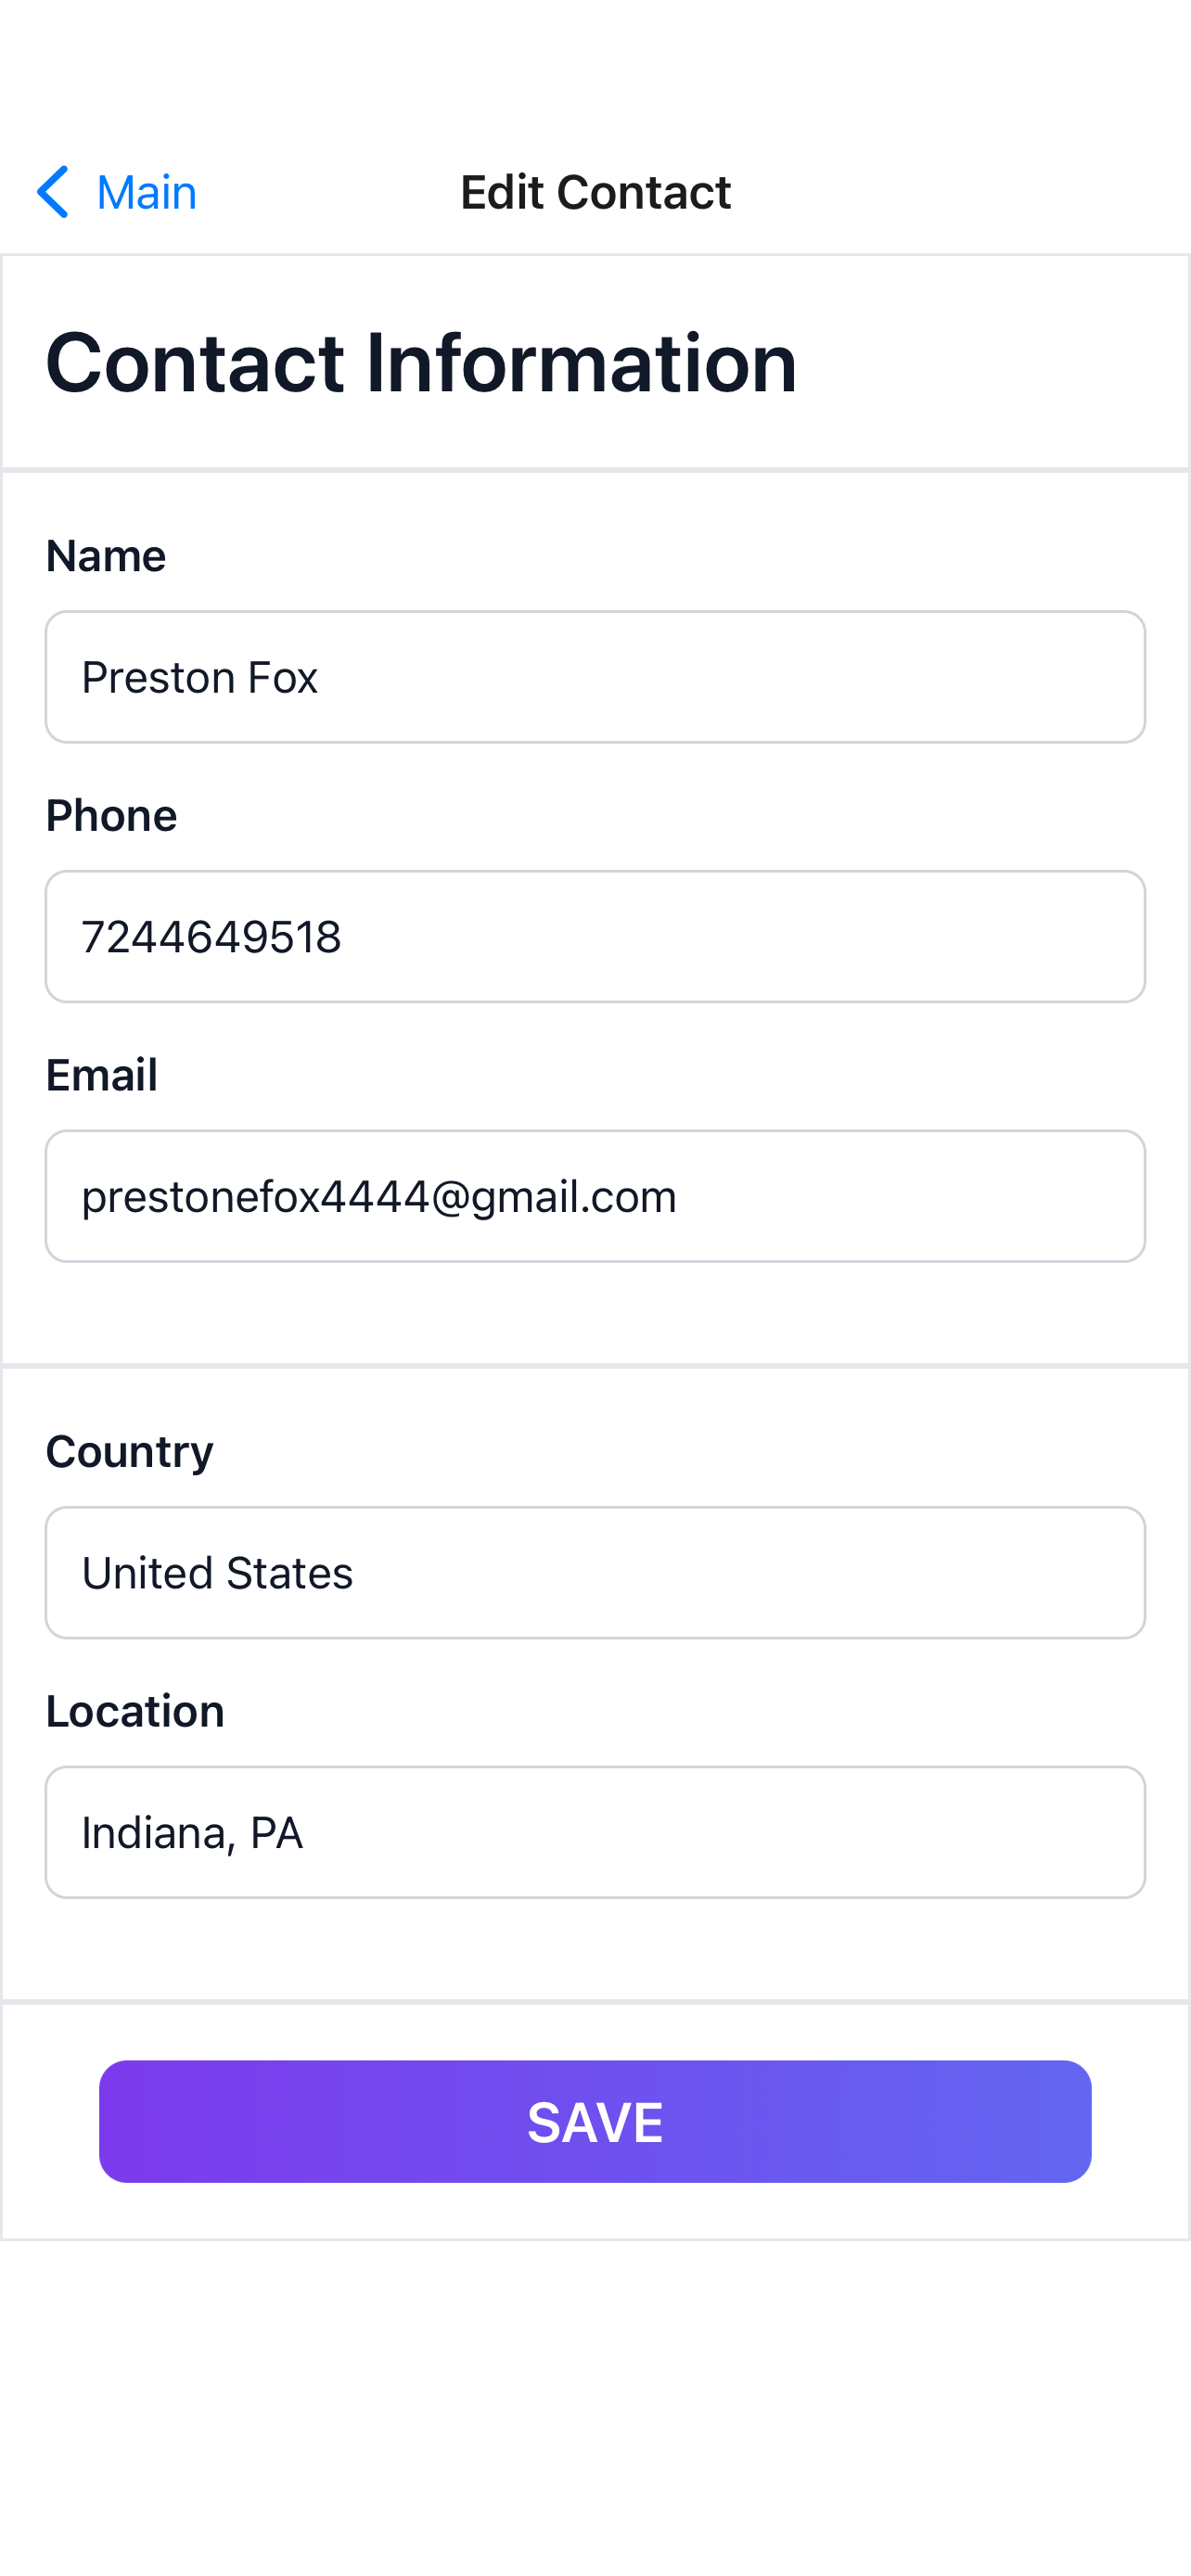 Main
Edit Contact
Contact Information
Name
Preston Fox
Phone
7244649518
Email
prestonefox4444@gmail.com
Country
United States
Location
Indiana, PA
SAVE